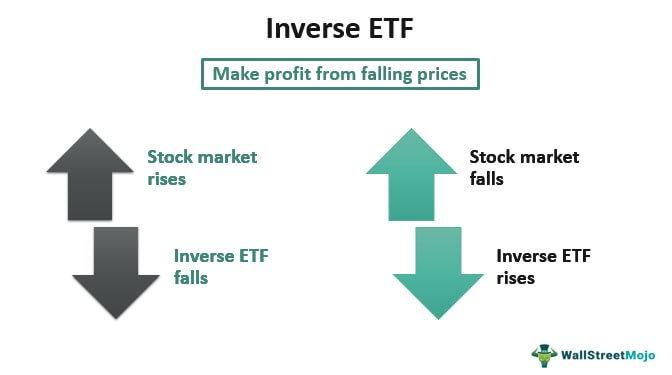 Inverse ETF
Make profit from falling prices
Stock market
rises
Inverse ETF
falls
Stock market
falls
Inverse ETF
rises
WallStreetMojo